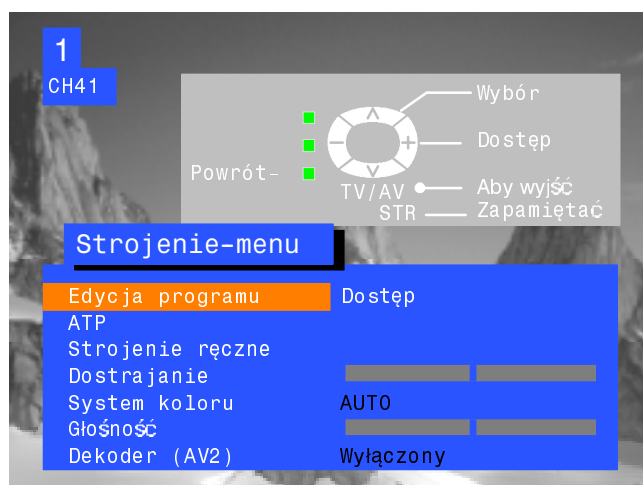 1
CH41
Wybór
Dostęp
Powrót-
TV/AV Aby wyjść
STR Zapamiętać
Strojenie-menu
Edycja programu Dostęp
ATP
Strojenie ręczne
Dostrajanie
System koloru AUTO
Głośność
Dekoder (AV2) Wyłączony